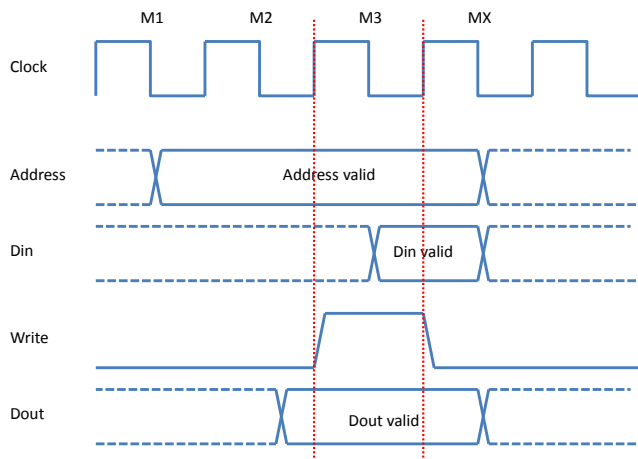 M1 M2 M3 MX
Clock
Address Address valid
Din Din valid
Write
Dout Dout valid